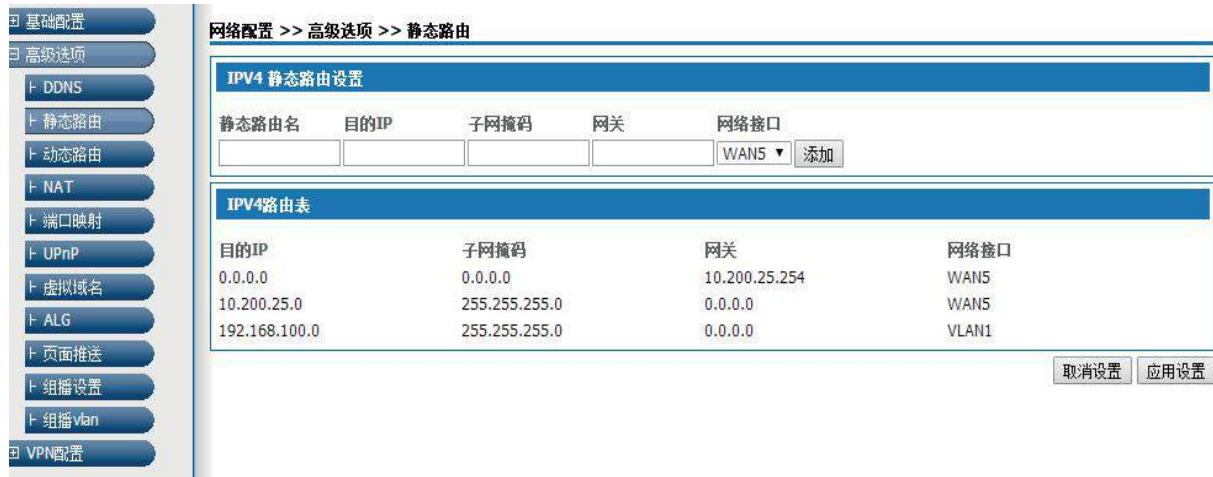 基础配置
高级选项
DDNS
静态路由
动态路由
NAT
端口映射
UPnP
虚拟域名
ALG
页面推送
组播设置
组播vlan
VPN配置
网络配置 >> 高级选项 >> 静态路由
IPV4 静态路由设置
静态路由名 目的IP 子网掩码 网关 网络接口
WAN5 添加
IPV4路由表
目的IP 子网掩码 网关 网络接口
0.0.0.0 0.0.0.0 10.200.25.254 WAN5
10.200.25.0 255.255.255.0 0.0.0.0 WAN5
192.168.100.0 255.255.255.0 0.0.0.0 VLAN1
取消设置 应用设置